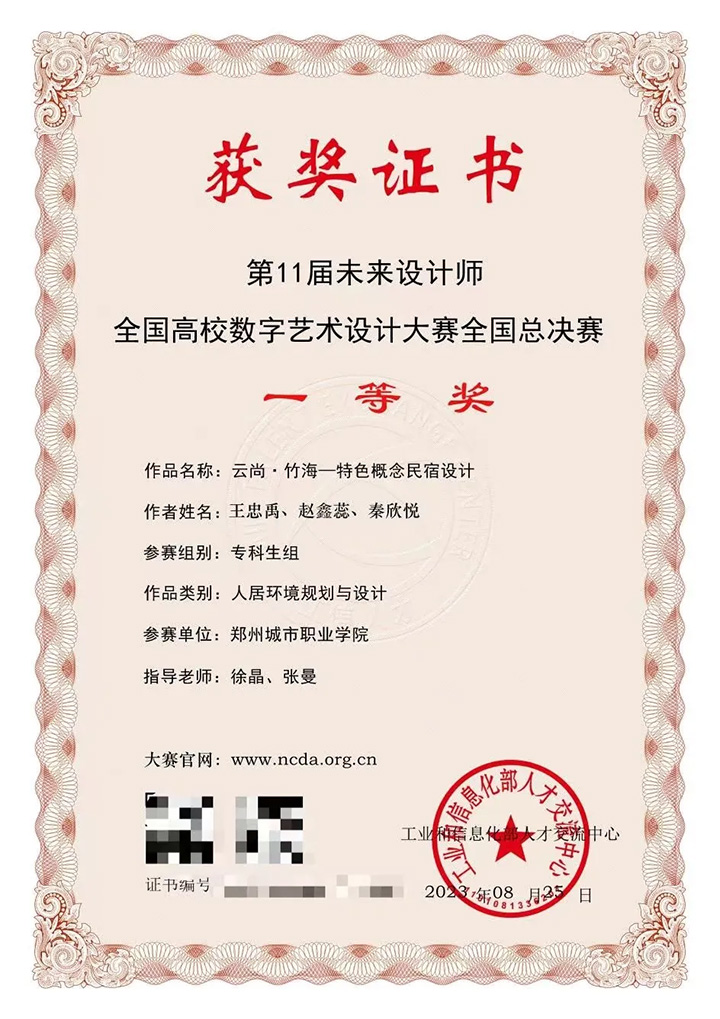 获奖证书
第11届未来设计师
全国高校数字艺术设计大赛全国总决赛
一等奖
作品名称：云尚·竹海—特色概念民宿设计
作者姓名：王忠禹、赵鑫蕊、秦欣悦
参赛组别：专科生组
作品类别：人居环境规划与设计
参赛单位：郑州城市职业学院
指导老师：徐晶、张曼
大赛官网：www.ncda.org.cn
工业和信息化部人才交流中心
工业和信息化部人才交流中心
证书编号
2023 年08 月 日